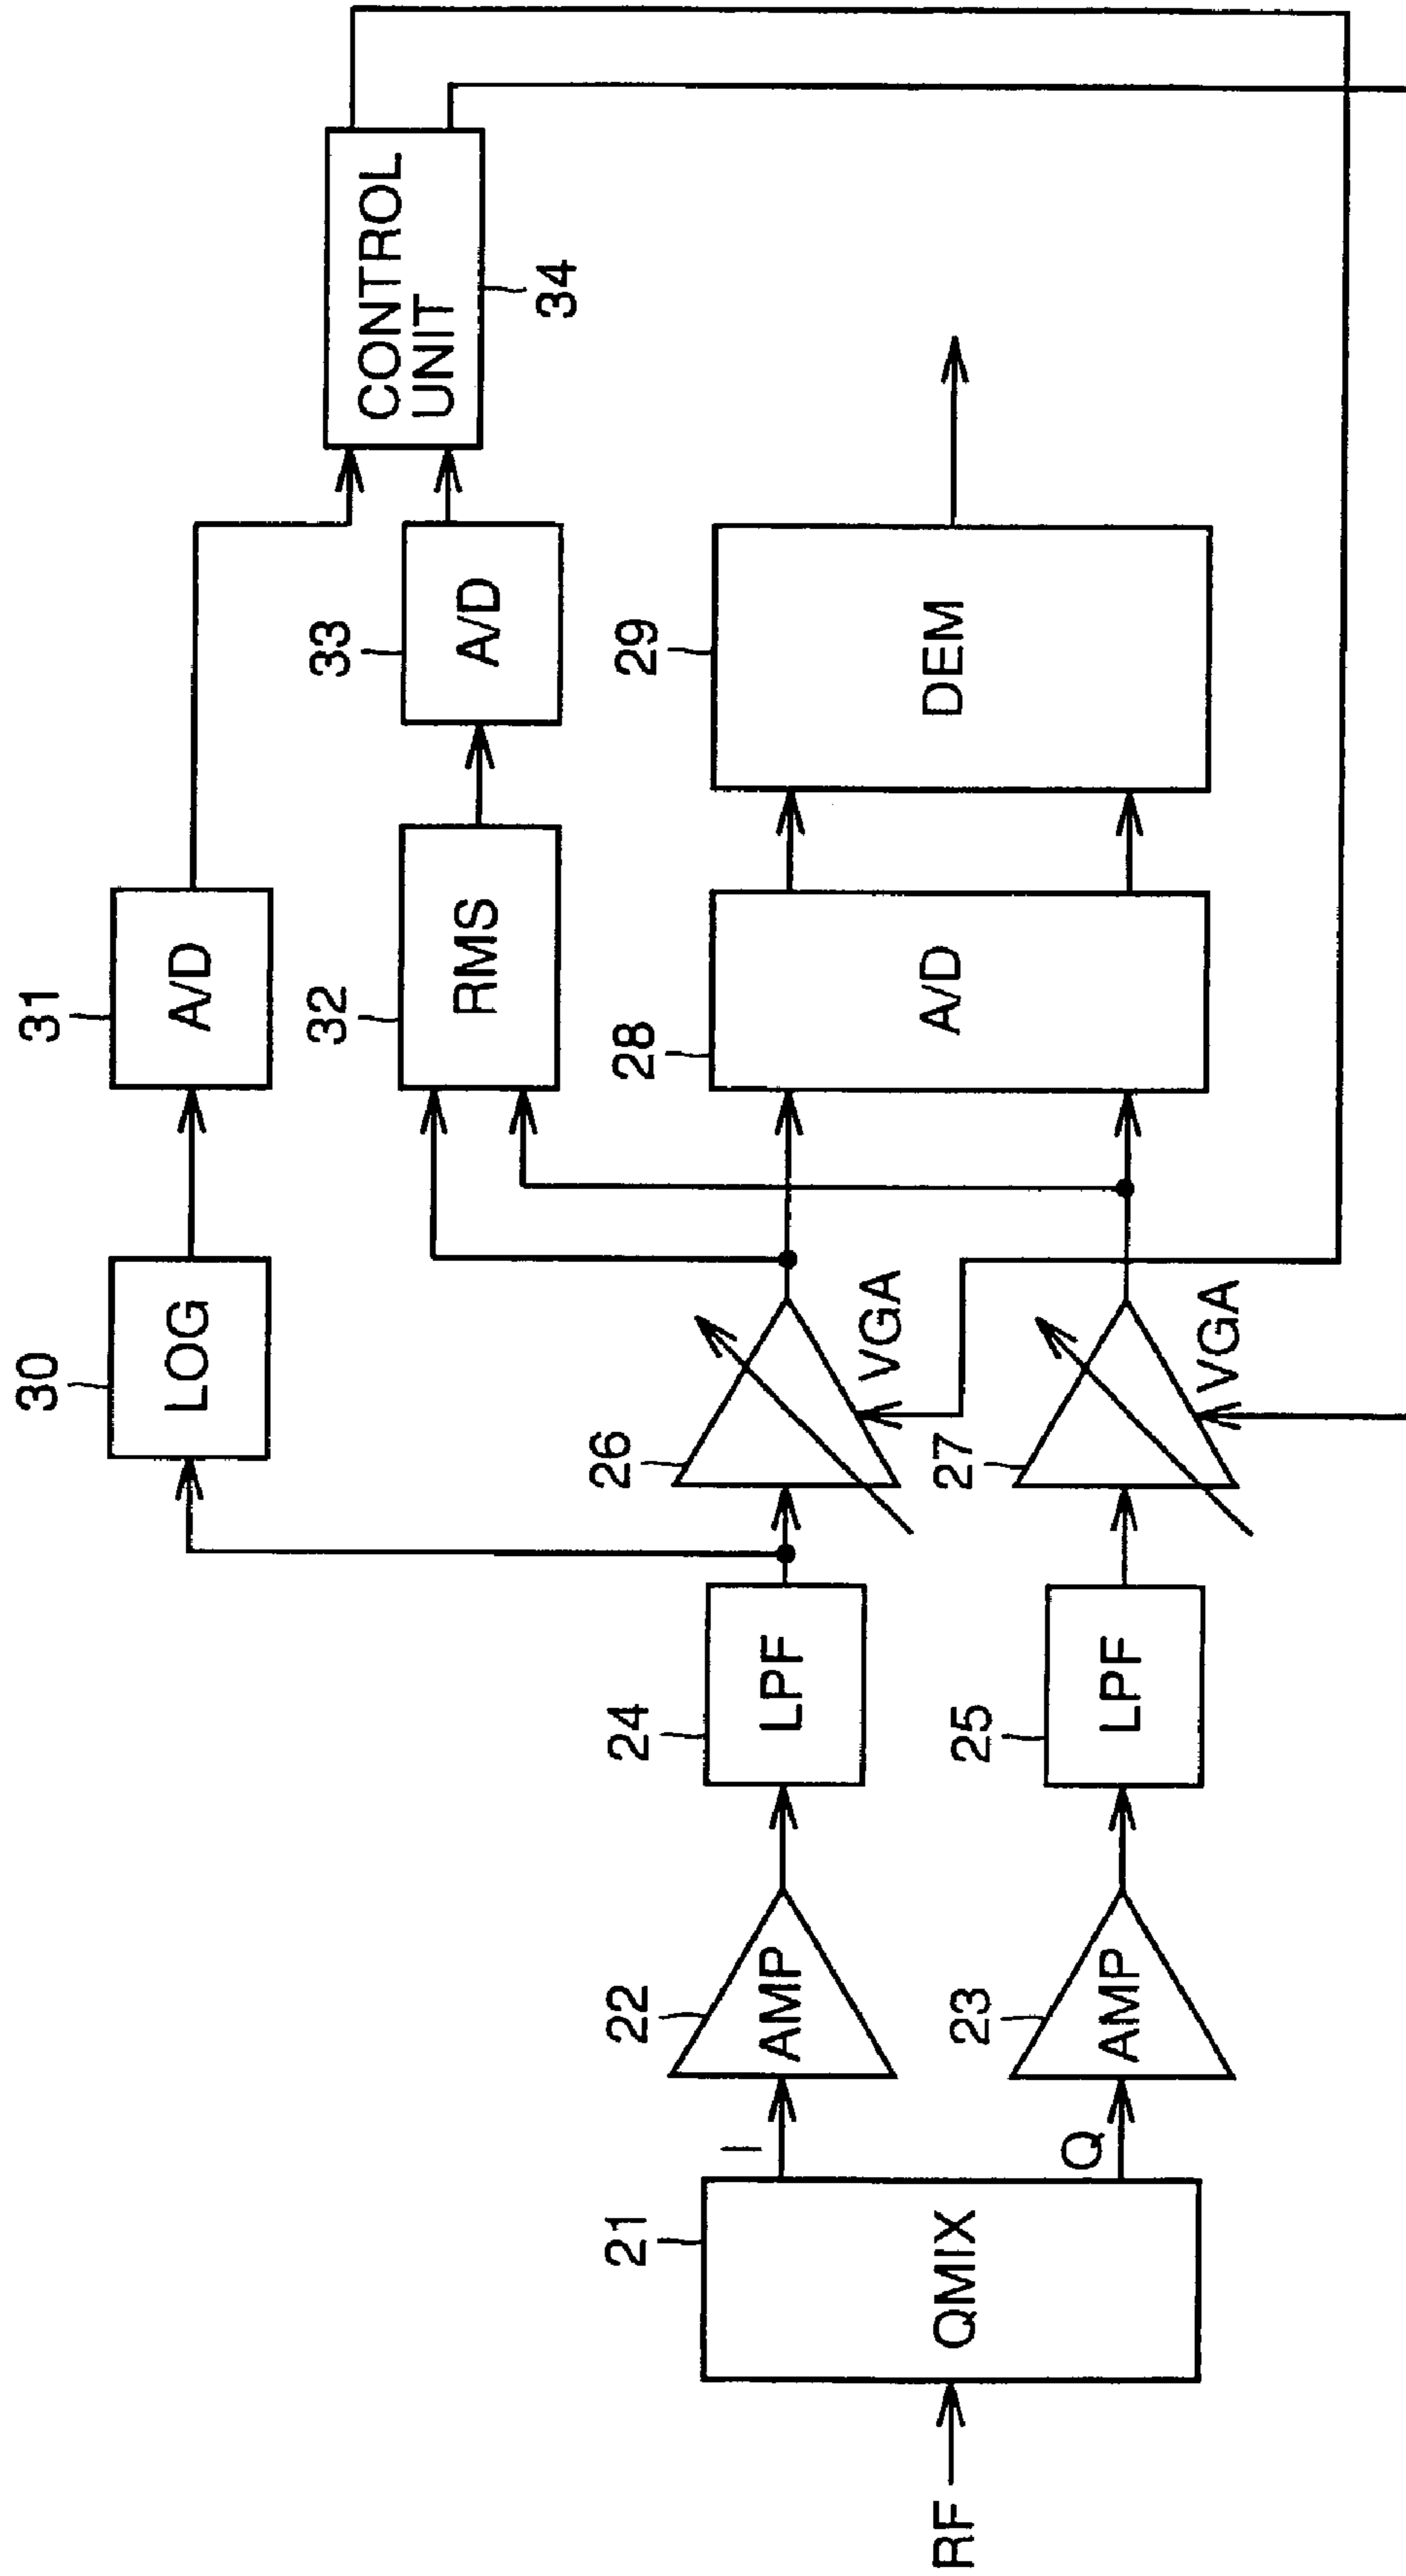 30
LOG
31
A/D
32
RMS
33
A/D
CONTROL
UNIT
34
RF
21
QMIX
I
Q
22
AMP
24
LPF
26
VGA
28
A/D
29
DEM
23
AMP
25
LPF
27
VGA